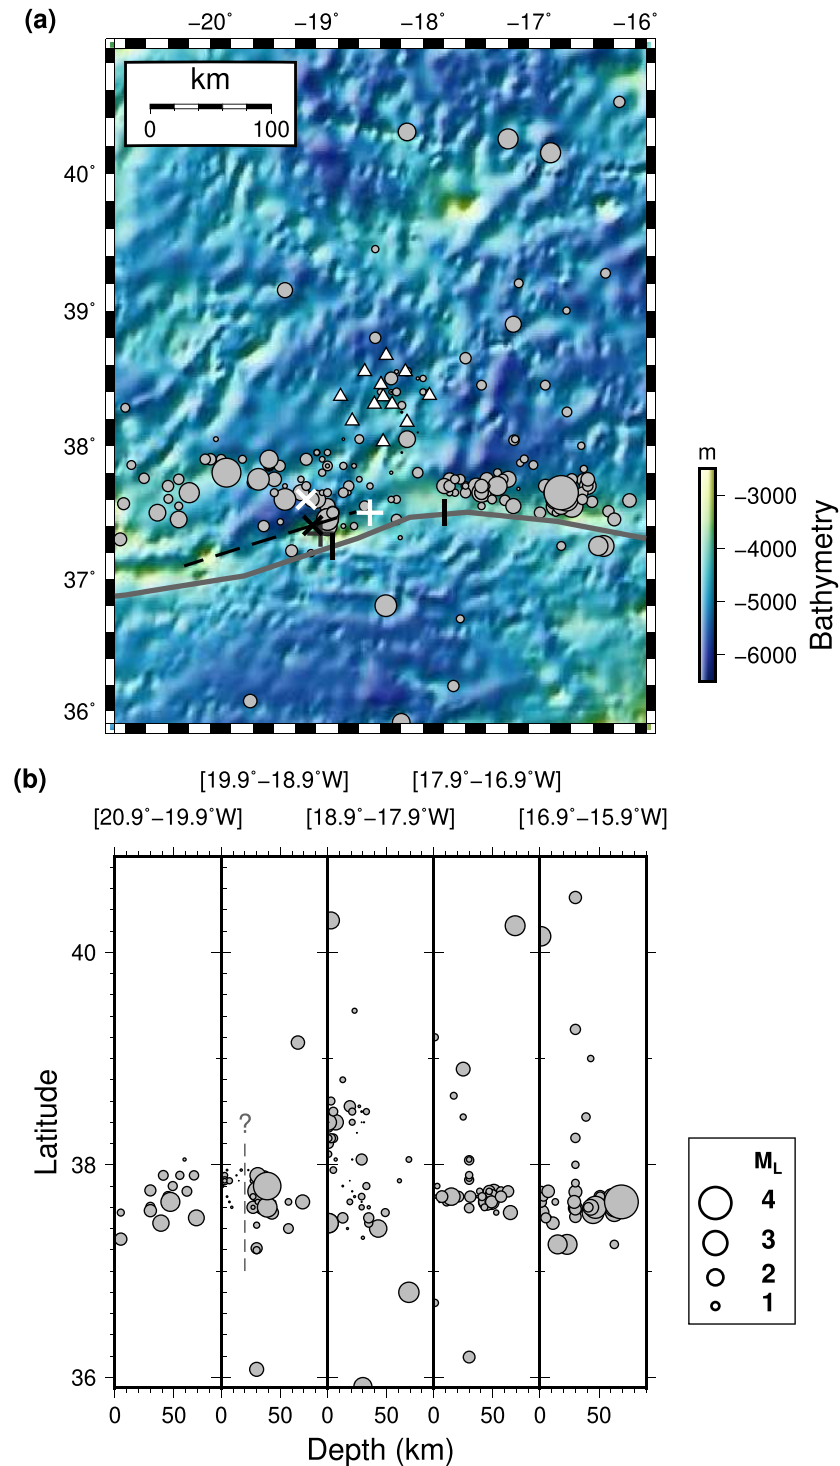 (a)
−20° −19° −18° −17° −16°
km
0 100
40°
39°
38°
37°
36°
m
−3000
−4000
−5000
−6000
Bathymetry
(b)
[19.9°−18.9°W] [17.9°−16.9°W]
[20.9°−19.9°W] [18.9°−17.9°W] [16.9°−15.9°W]
Latitude
40
38
36
?
0 50 0 50 0 50 0 50 0 50
Depth (km)
ML
4
3
2
1